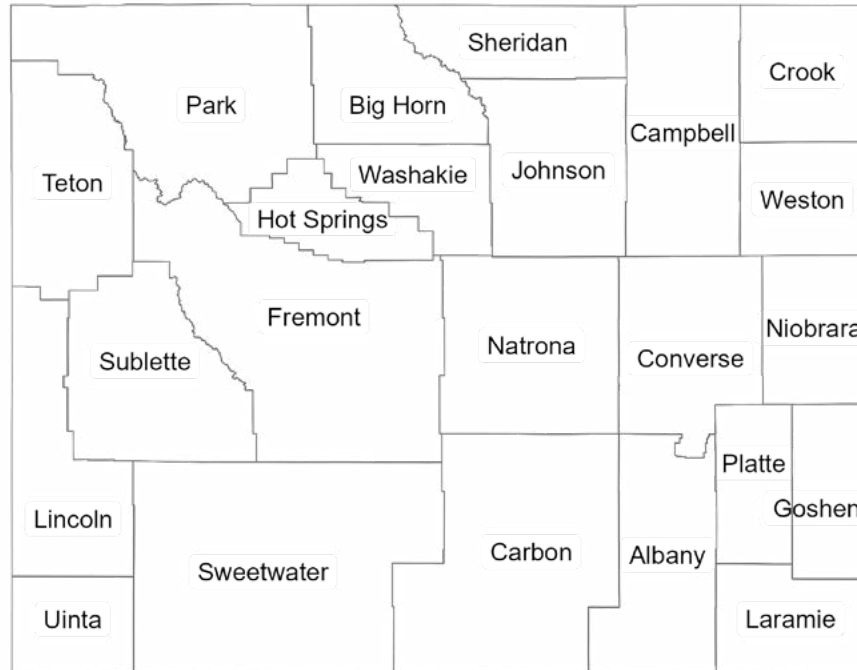 Sheridan
Crook
Park
Big Horn
Campbell
Johnson
Washakie
Teton
Weston
Hot Springs
Fremont
Niobrara
Natrona
Converse
Sublette
Platte
Goshen
Lincoln
Carbon
Albany
Sweetwater
Uinta
Laramie